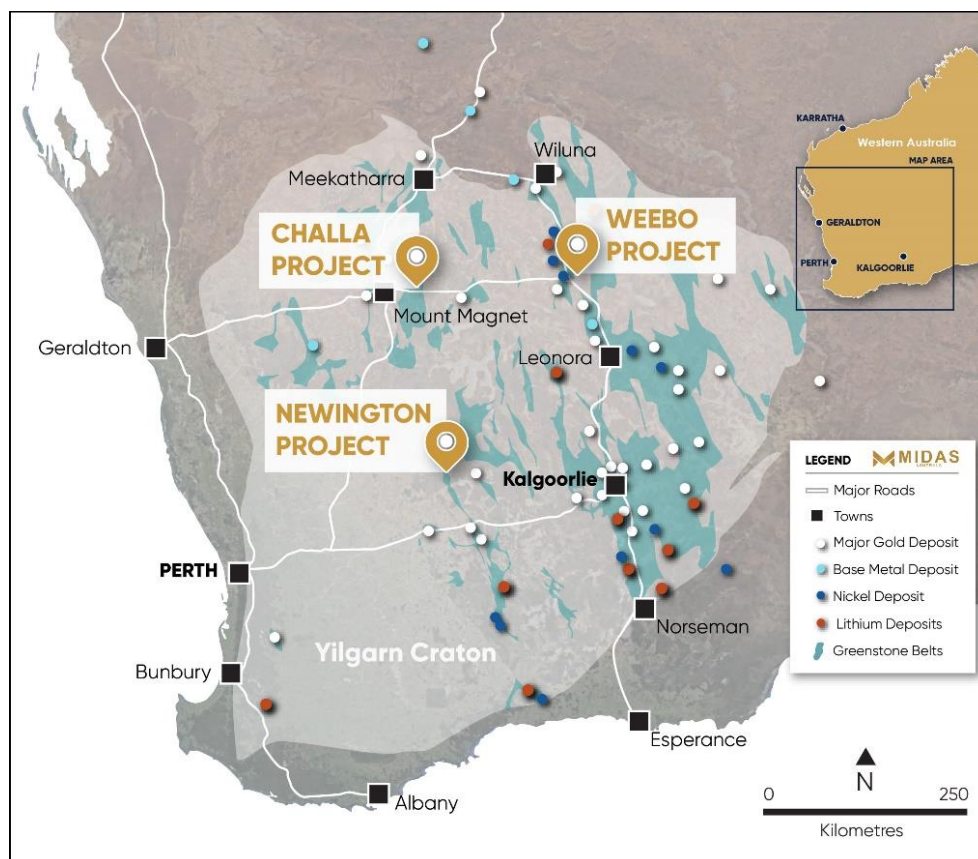 KARRATHA
Western Australia
MAP AREA
GERALDTON
PERTH
KALGOORLIE
Wiluna
Meekatharra
CHALLA
PROJECT
WEEBO
PROJECT
Mount Magnet
Geraldton
Leonora
NEWINGTON
PROJECT
Kalgoorlie
LEGEND
MIDAS
Major Roads
Towns
Major Gold Deposit
Base Metal Deposit
Nickel Deposit
Lithium Deposits
Greenstone Belts
PERTH
Norseman
Yilgarn Craton
Bunbury
Esperance
Albany
N
0 250
Kilometres